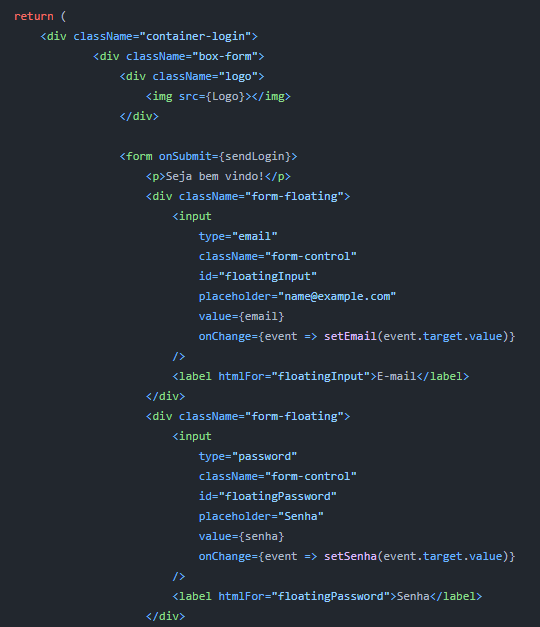 return (
<div className="container-login">
<div className="box-form">
<div className="logo">
<img src={Logo}></img>
</div>
<form onSubmit={sendLogin}>
<p>Seja bem vindo!</p>
<div className="form-floating">
<input
type="email"
className="form-control"
id="floatingInput"
placeholder="name@example.com"
value={email}
onChange={event => setEmail(event.target.value)}
/>
<label htmlFor="floatingInput">E-mail</label>
</div>
<div className="form-floating">
<input
type="password"
className="form-control"
id="floatingPassword"
placeholder="Senha"
value={senha}
onChange={event => setSenha(event.target.value)}
/>
<label htmlFor="floatingPassword">Senha</label>
</div>